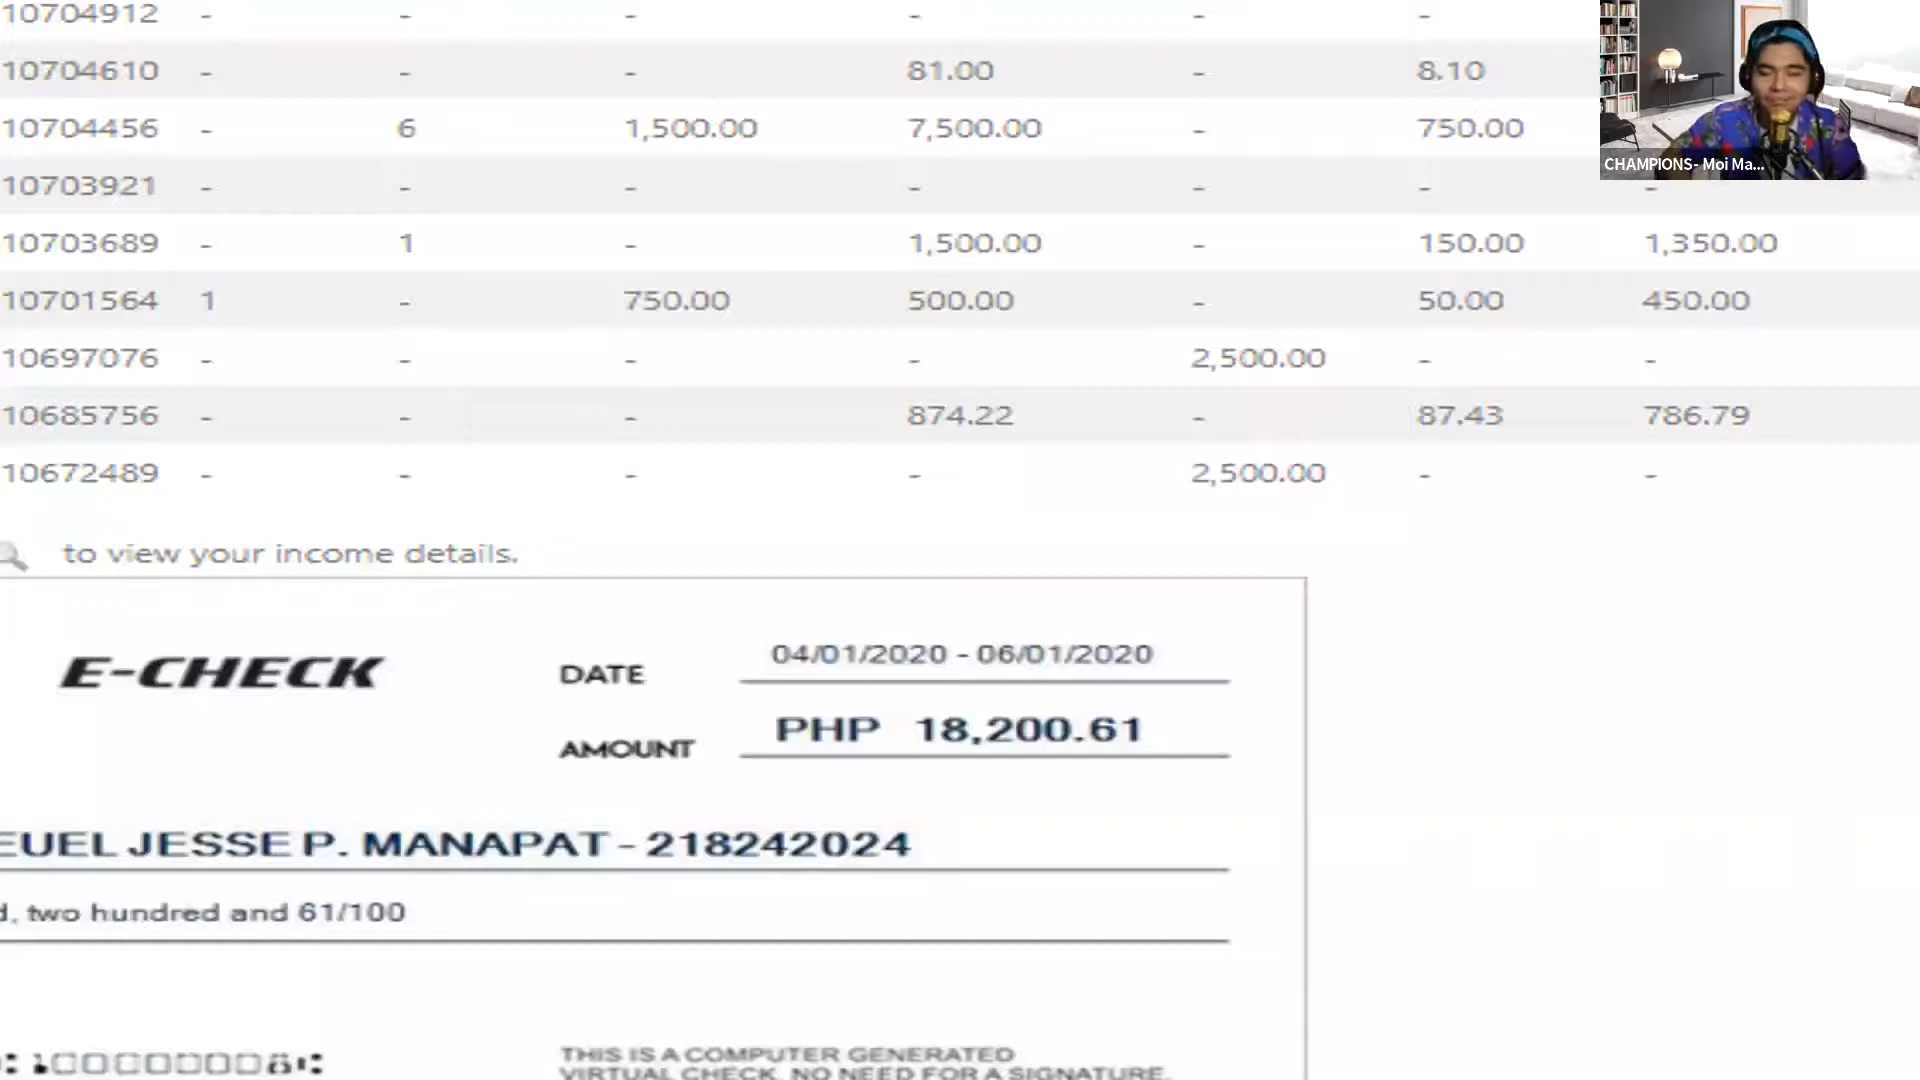 10704912 - - - - - -
10704610 - - - 81.00 - 8.10
10704456 - 6 1,500.00 7,500.00 - 750.00
CHAMPIONS- Moi Ma...
10703921 - - - - - - -
10703689 - 1 - 1,500.00 - 150.00 1,350.00
10701564 1 - 750.00 500.00 - 50.00 450.00
10697076 - - - - 2,500.00 - -
10685756 - - - 874.22 - 87.43 786.79
10672489 - - - - 2,500.00 - -
to view your income details.
E-CHECK
DATE 04/01/2020 - 06/01/2020
AMOUNT PHP 18,200.61
EUEL JESSE P. MANAPAT - 218242024
d, two hundred and 61/100
THIS IS A COMPUTER GENERATED
VIRTUAL CHECK. NO NEED FOR A SIGNATURE.